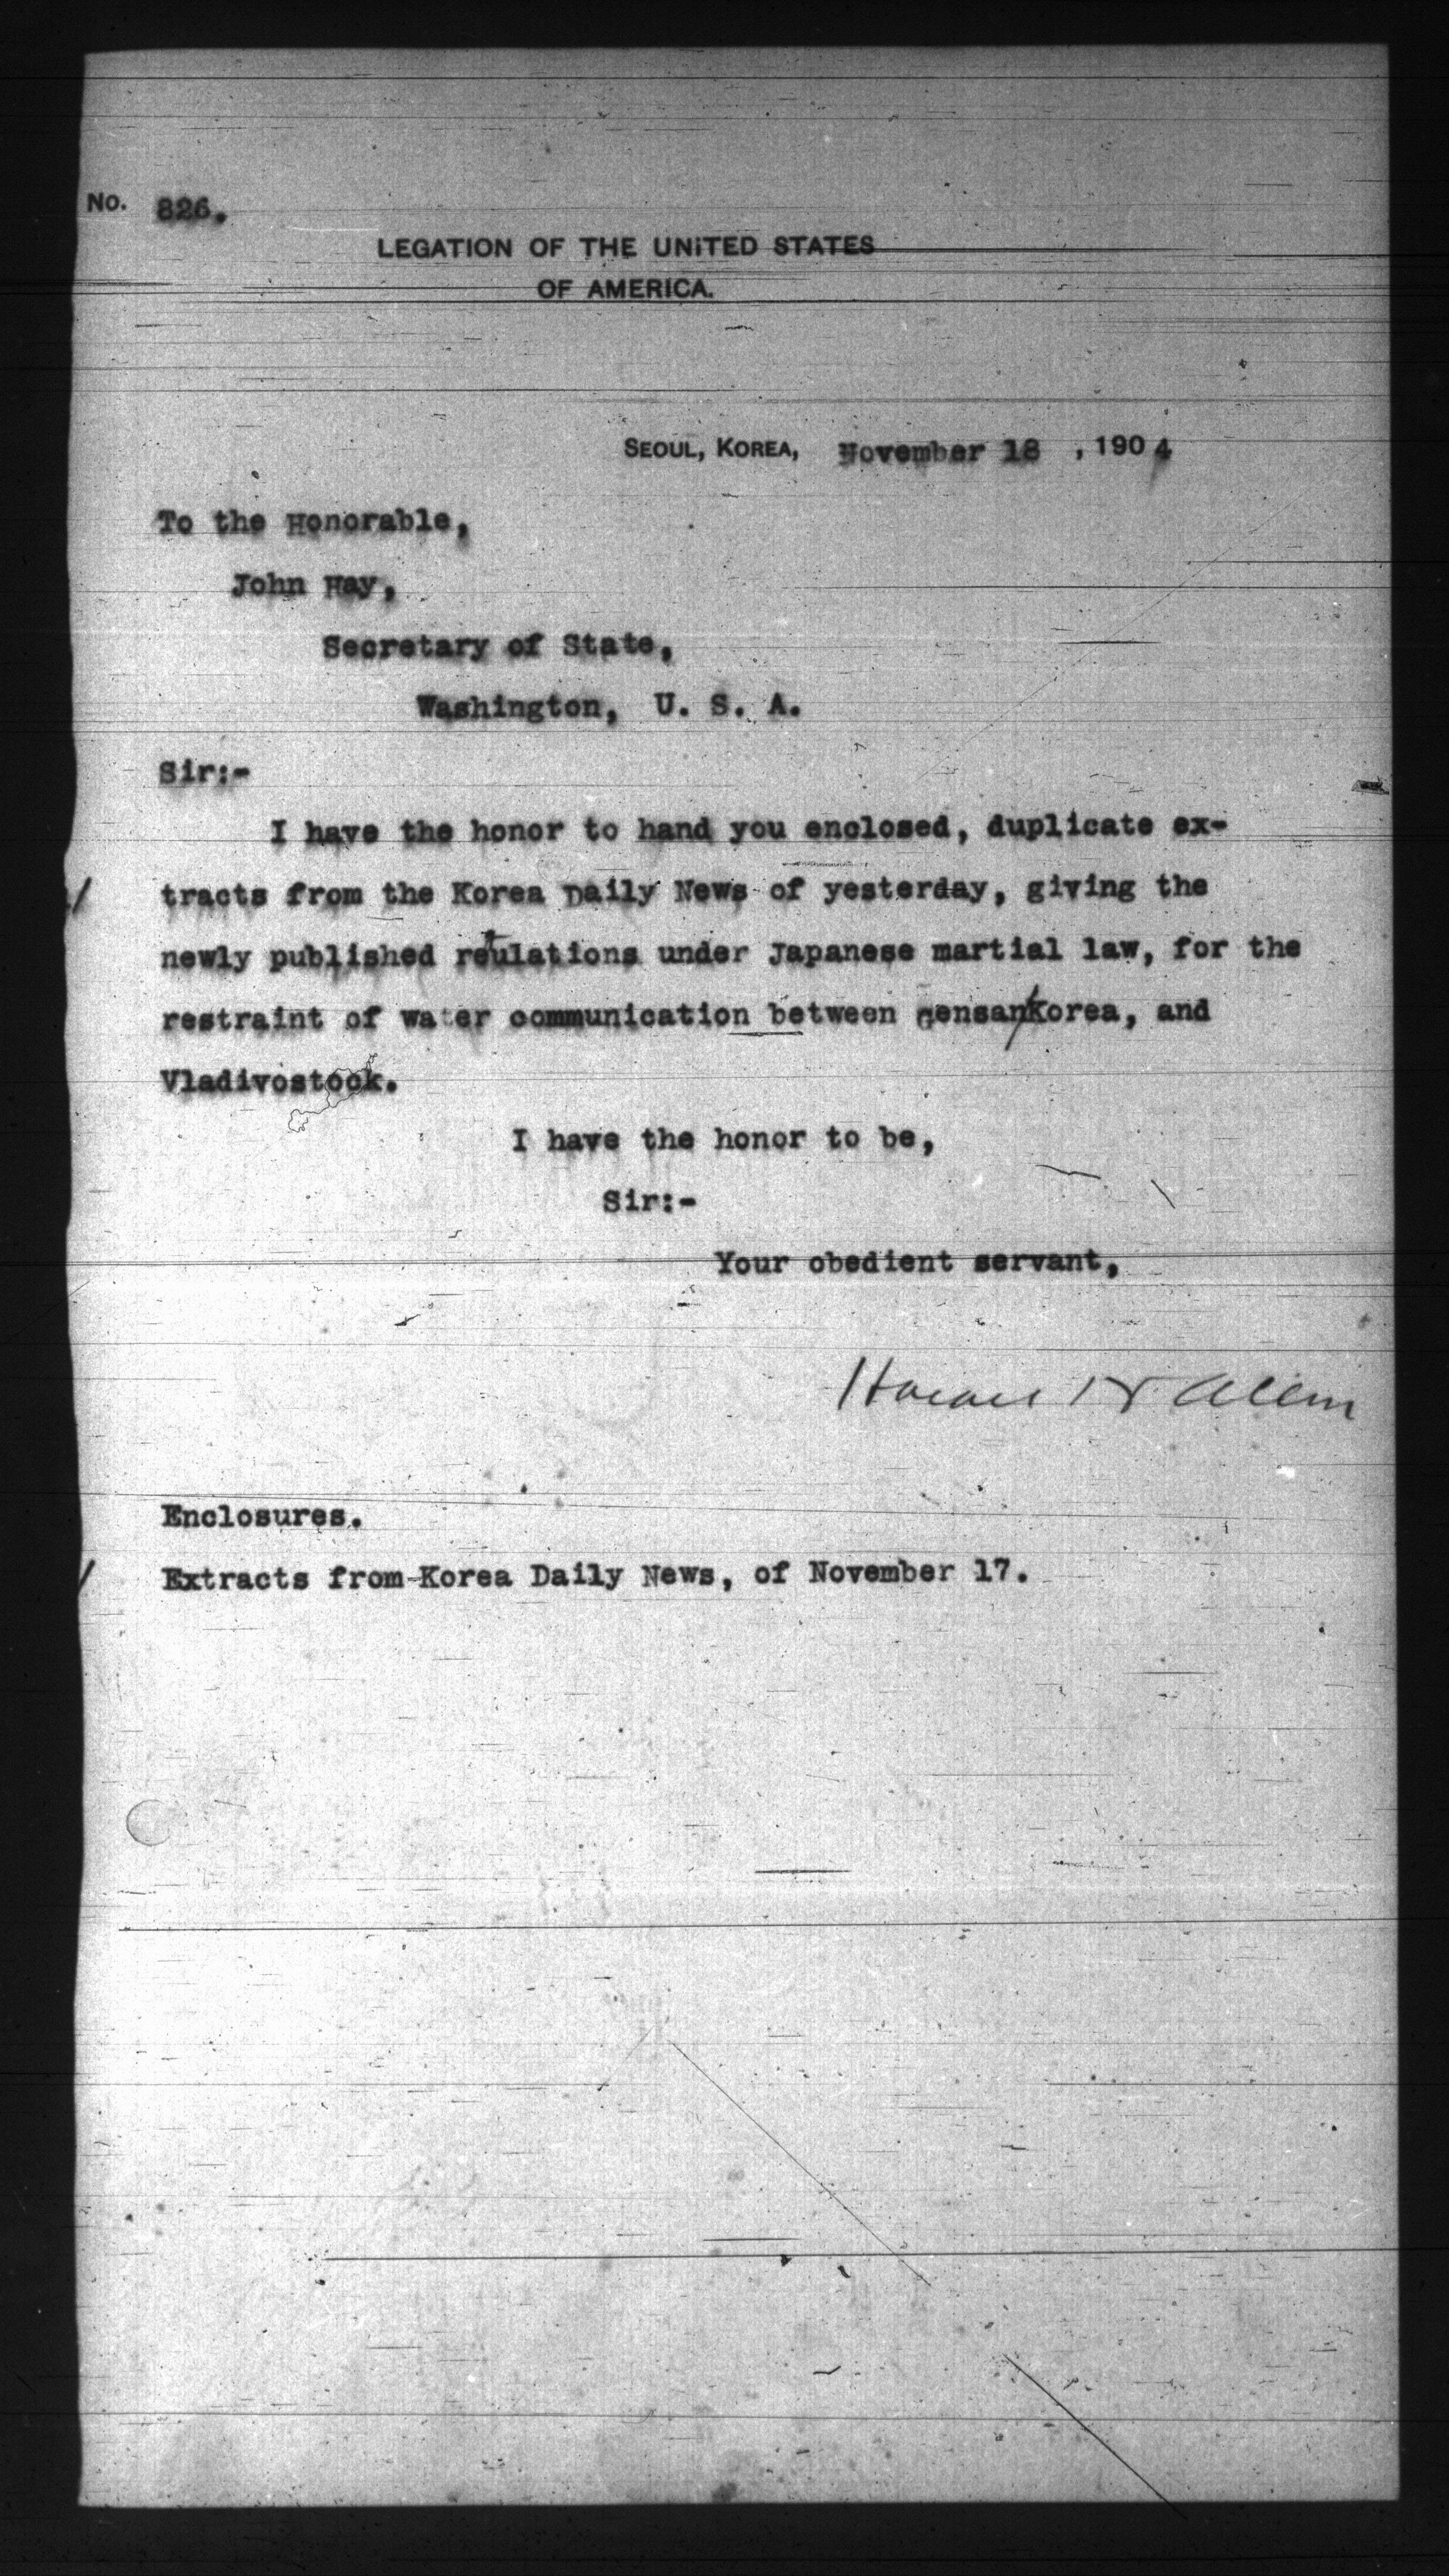 No. 826.
LEGATION OF THE UNITED STATES
OF AMERICA.
SEOUL, KOREA, November 18 , 1904
To the Honorable,
John Hay,
Secretary of State,
Washington, U. S. A.
Sir:-
I have the honor to hand you enclosed, duplicate ex-
tracts from the Korea Daily News of yesterday, giving the
newly published reulations under Japanese martial law, for the
restraint of water communication between Gensan/Korea, and
Vladivostock.
I have the honor to be,
Sir:-
Your obedient servant,
Horace N Allen
Enclosures.
/ Extracts from Korea Daily News, of November 17.